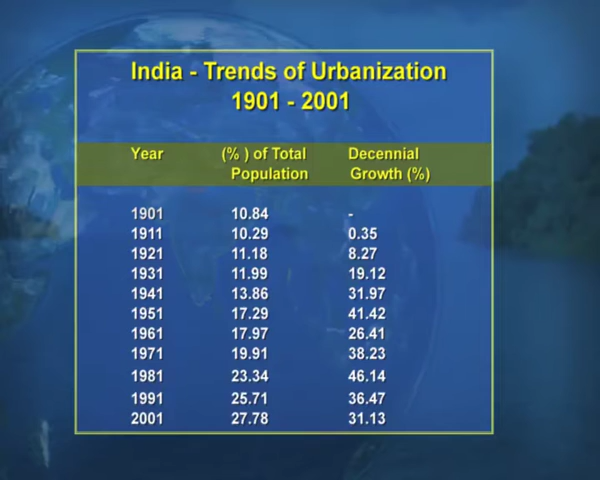 India - Trends of Urbanization
1901 - 2001
Year (% ) of Total Decennial
Population Growth (%)
1901 10.84 -
1911 10.29 0.35
1921 11.18 8.27
1931 11.99 19.12
1941 13.86 31.97
1951 17.29 41.42
1961 17.97 26.41
1971 19.91 38.23
1981 23.34 46.14
1991 25.71 36.47
2001 27.78 31.13